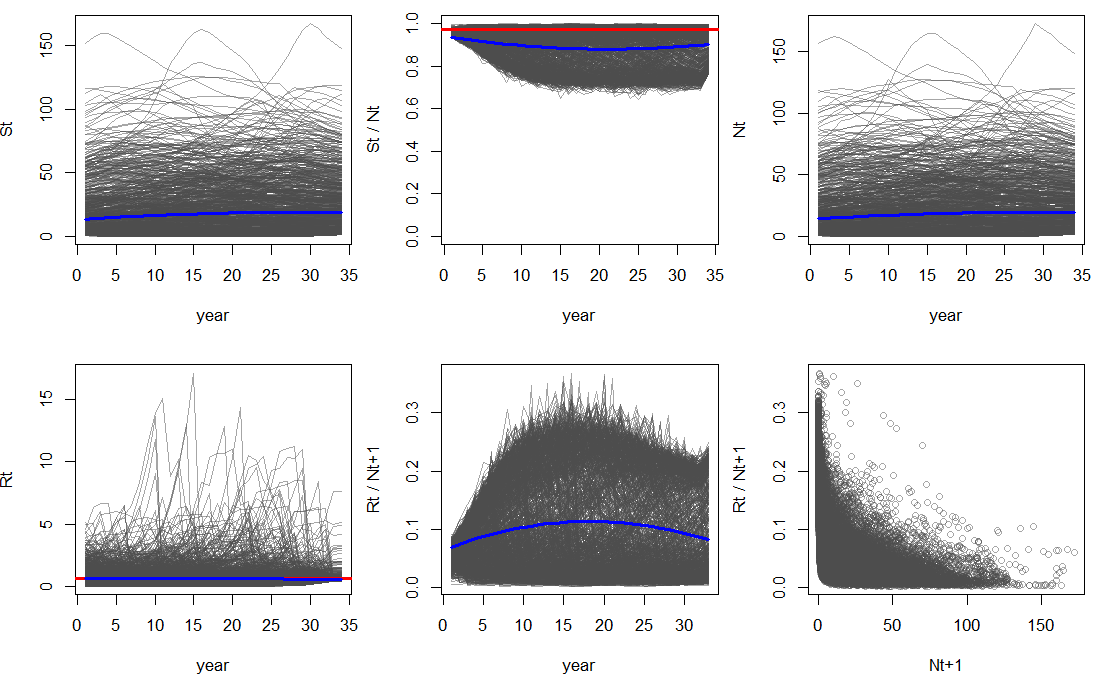 St
0 50 100 150
0 5 10 15 20 25 30 35
year
St / Nt
0.0 0.2 0.4 0.6 0.8 1.0
0 5 10 15 20 25 30 35
year
Nt
0 50 100 150
0 5 10 15 20 25 30 35
year
Rt
0 5 10 15
0 5 10 15 20 25 30 35
year
Rt / Nt+1
0.0 0.1 0.2 0.3
0 5 10 15 20 25 30
year
Rt / Nt+1
0.0 0.1 0.2 0.3
0 50 100 150
Nt+1